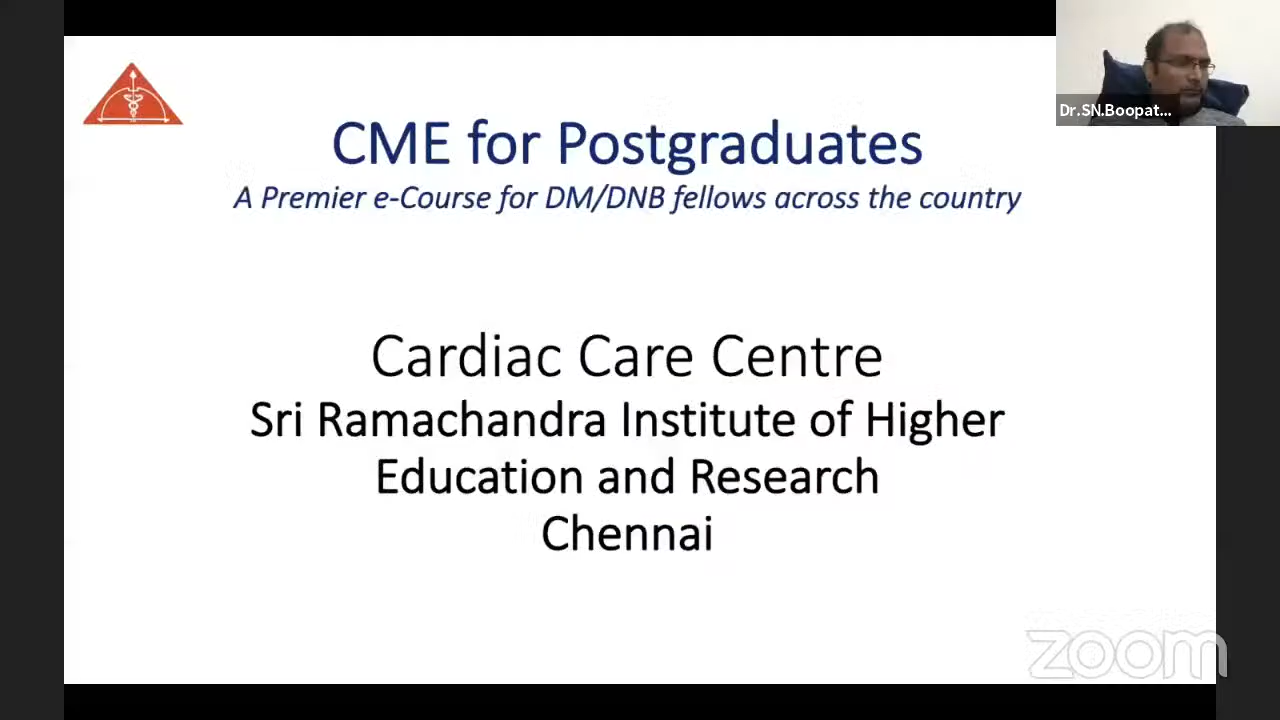 CME for Postgraduates
A Premier e-Course for DM/DNB fellows across the country
Cardiac Care Centre
Sri Ramachandra Institute of Higher
Education and Research
Chennai
Dr.SN.Boopat...
zoom